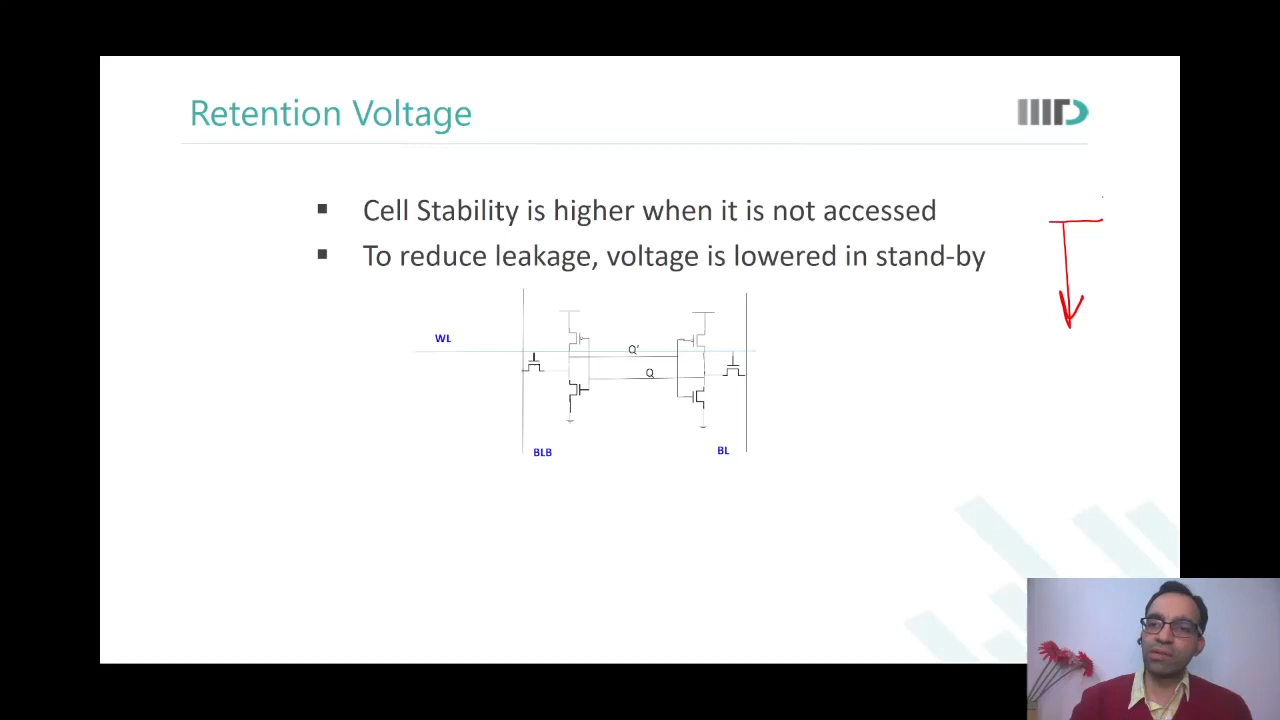 Retention Voltage
IIITD
Cell Stability is higher when it is not accessed
To reduce leakage, voltage is lowered in stand-by
WL
Q'
Q
BLB
BL